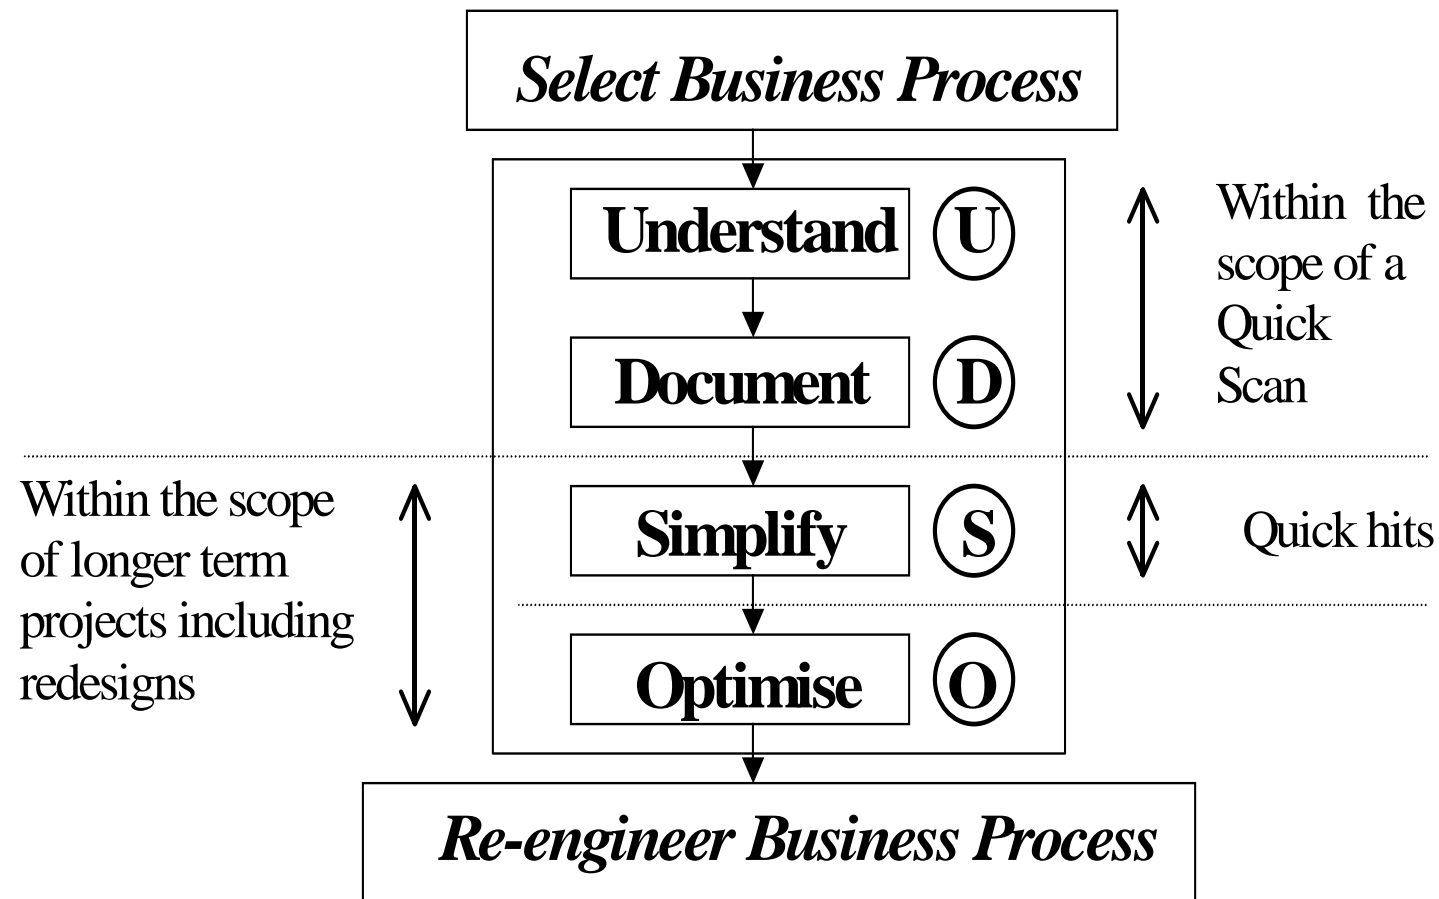 Select Business Process
Understand
U
Within the
scope of a
Quick
Scan
Document
D
Within the scope
of longer term
projects including
redesigns
Simplify
S
Quick hits
Optimise
O
Re-engineer Business Process